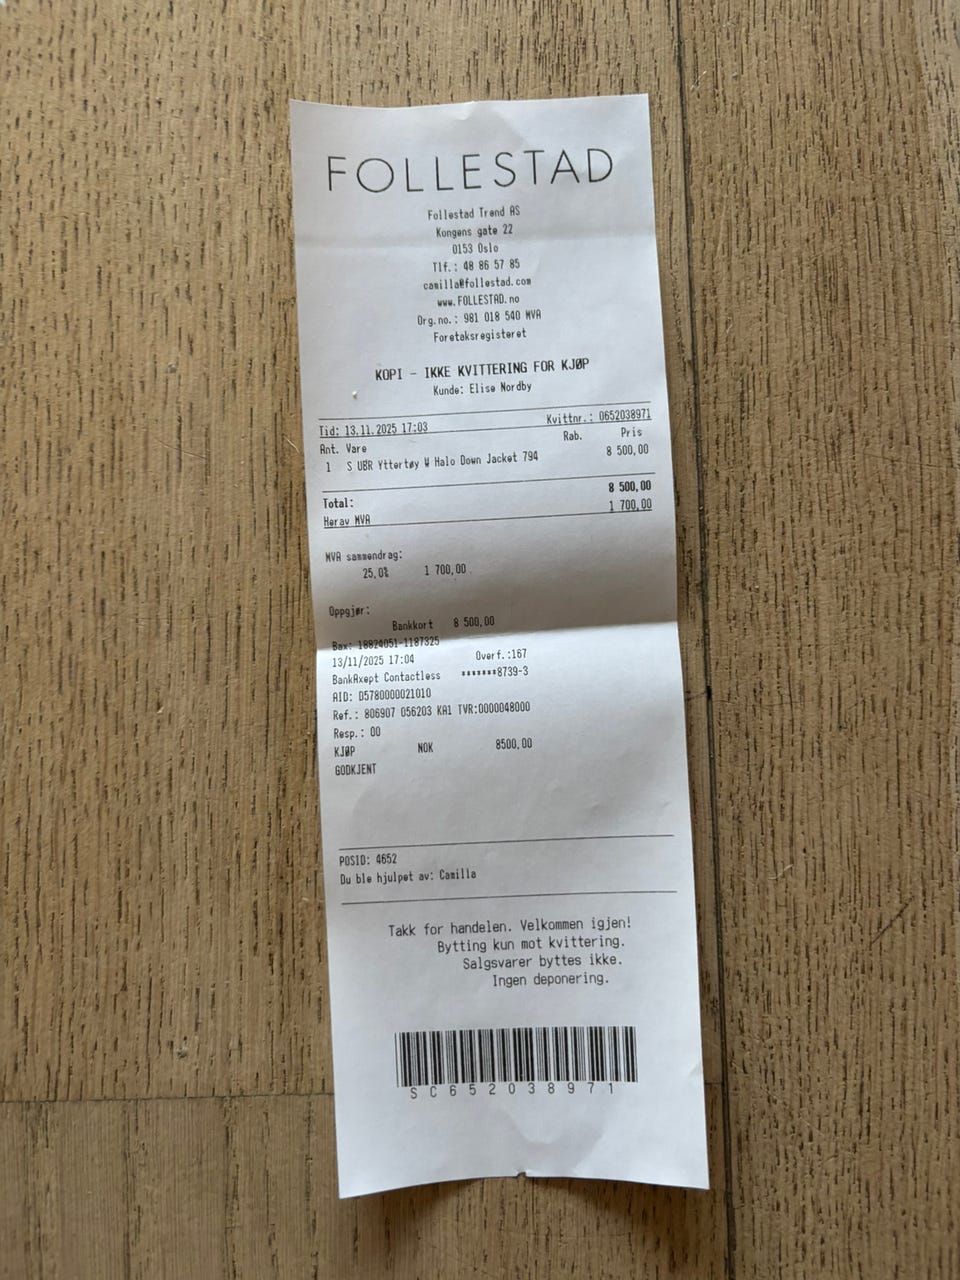 FOLLESTAD
Follestad Trend AS
Kongens gate 22
0153 Oslo
Tlf.: 48 86 57 85
camilla@follestad.com
www.FOLLESTAD.no
Org.no.: 981 018 540 MVA
Foretaksregisteret
KOPI - IKKE KVITTERING FOR KJØP
Kunde: Elise Nordby
Tid: 13.11.2025 17:03 Kvittnr.: 0652038971
Ant. Vare Rab. Pris
1 S UBR Yttertøy W Halo Down Jacket 794 8 500,00
Total: 8 500,00
Herav MVA 1 700,00
MVA sammendrag:
25,0% 1 700,00
Oppgjør:
Bankkort 8 500,00
Bax: 18824051-1187325
13/11/2025 17:04 Overf.:167
BankAxept Contactless *******8739-3
AID: D5780000021010
Ref.: 806907 056203 KA1 TVR:0000048000
Resp.: 00
KJØP NOK 8500,00
GODKJENT
POSID: 4652
Du ble hjulpet av: Camilla
Takk for handelen. Velkommen igjen!
Bytting kun mot kvittering.
Salgsvarer byttes ikke.
Ingen deponering.
SC652038971